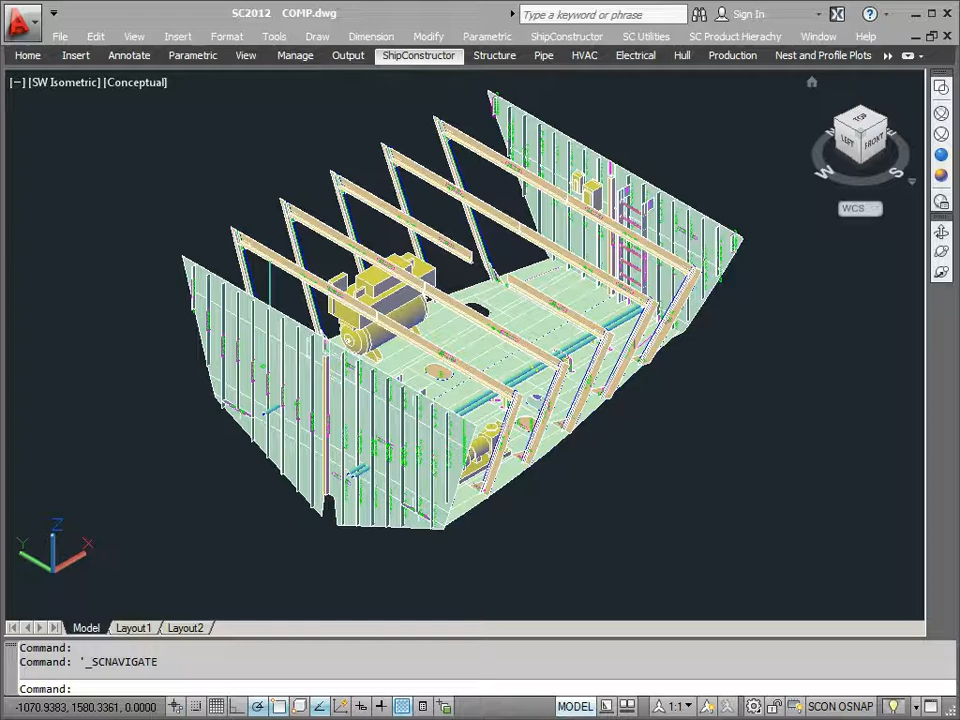 SC2012 COMP.dwg
Type a keyword or phrase
Sign In
File Edit View Insert Format Tools Draw Dimension Modify Parametric ShipConstructor SC Utilities SC Product Hierachy Window Help
Home Insert Annotate Parametric View Manage Output ShipConstructor Structure Pipe HVAC Electrical Hull Production Nest and Profile Plots
[−] [SW Isometric] [Conceptual]
TOP
LEFT FRONT
W S
WCS
Z
Y X
Model Layout1 Layout2
Command:
Command: '_SCNAVIGATE
Command:
-1070.9383, 1580.3361, 0.0000
MODEL
1:1
SCON OSNAP